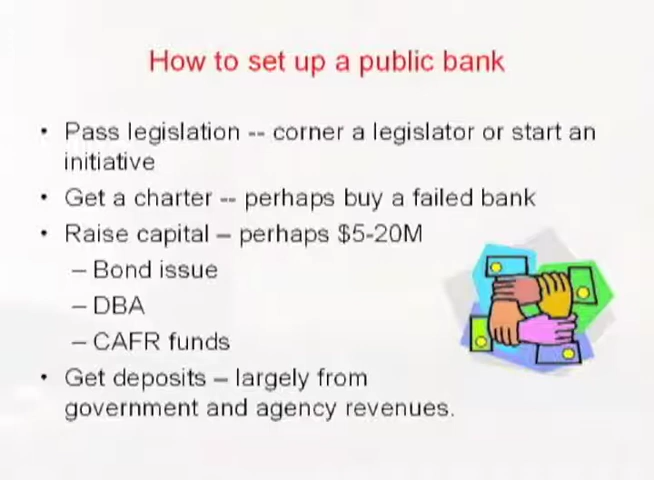 How to set up a public bank
• Pass legislation -- corner a legislator or start an
initiative
• Get a charter -- perhaps buy a failed bank
• Raise capital – perhaps $5-20M
– Bond issue
– DBA
– CAFR funds
• Get deposits – largely from
government and agency revenues.